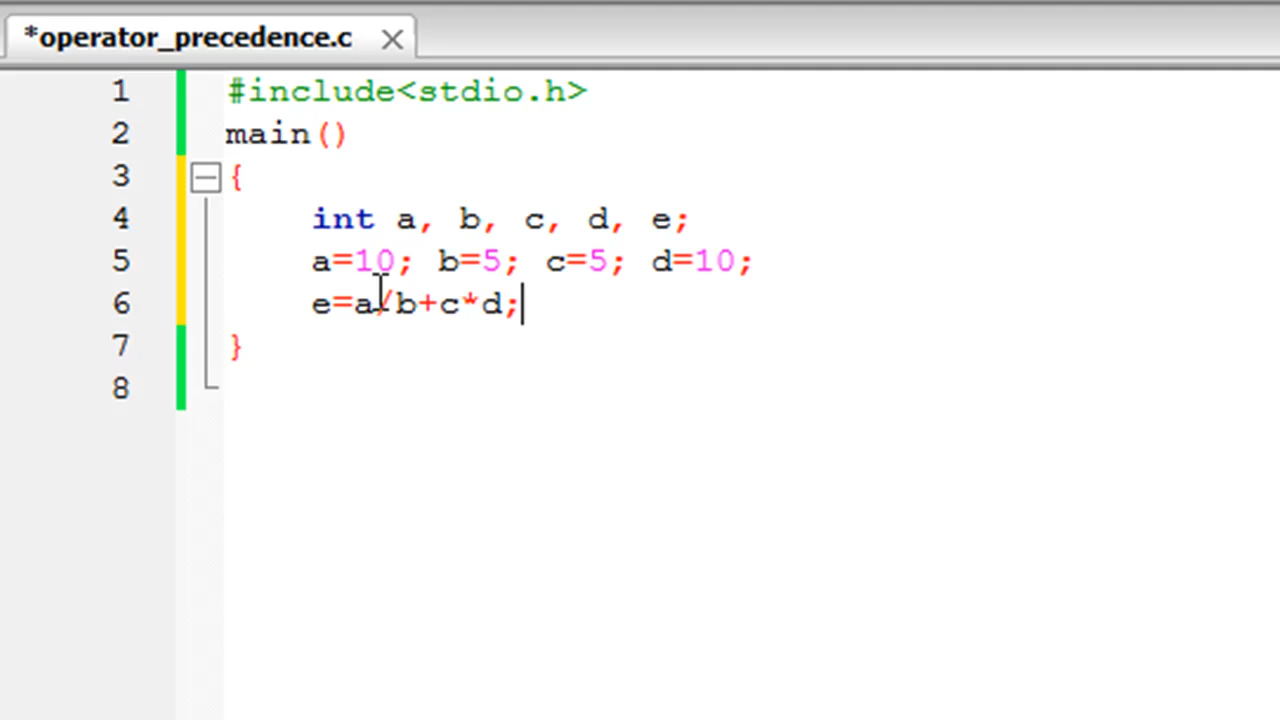 *operator_precedence.c
1 #include<stdio.h>
2 main()
3 {
4 int a, b, c, d, e;
5 a=10; b=5; c=5; d=10;
6 e=a/b+c*d;
7 }
8